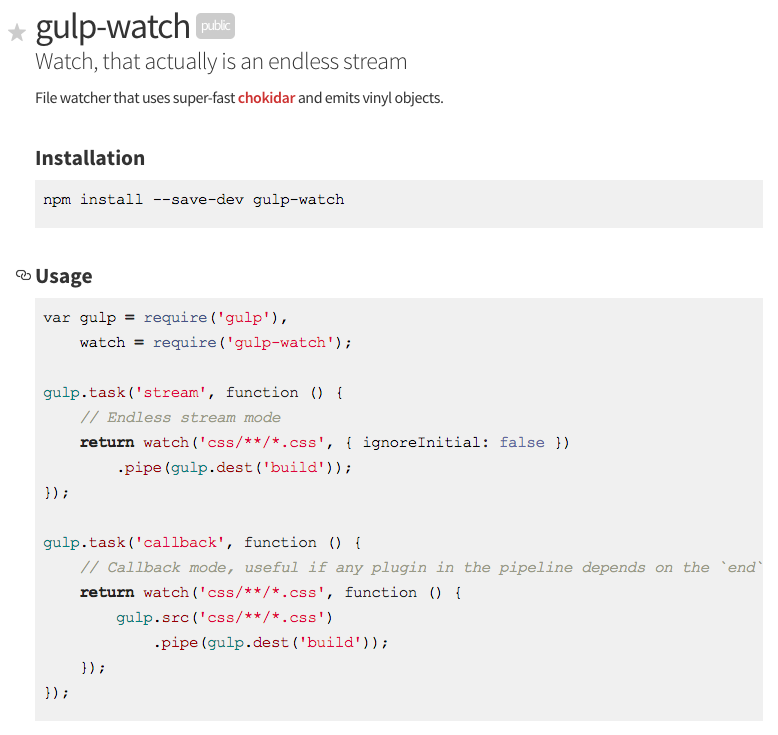 gulp-watch public
Watch, that actually is an endless stream
File watcher that uses super-fast chokidar and emits vinyl objects.
Installation
npm install --save-dev gulp-watch
Usage
var gulp = require('gulp'),
    watch = require('gulp-watch');

gulp.task('stream', function () {
    // Endless stream mode
    return watch('css/**/*.css', { ignoreInitial: false })
        .pipe(gulp.dest('build'));
});

gulp.task('callback', function () {
    // Callback mode, useful if any plugin in the pipeline depends on the `end`
    return watch('css/**/*.css', function () {
        gulp.src('css/**/*.css')
            .pipe(gulp.dest('build'));
    });
});